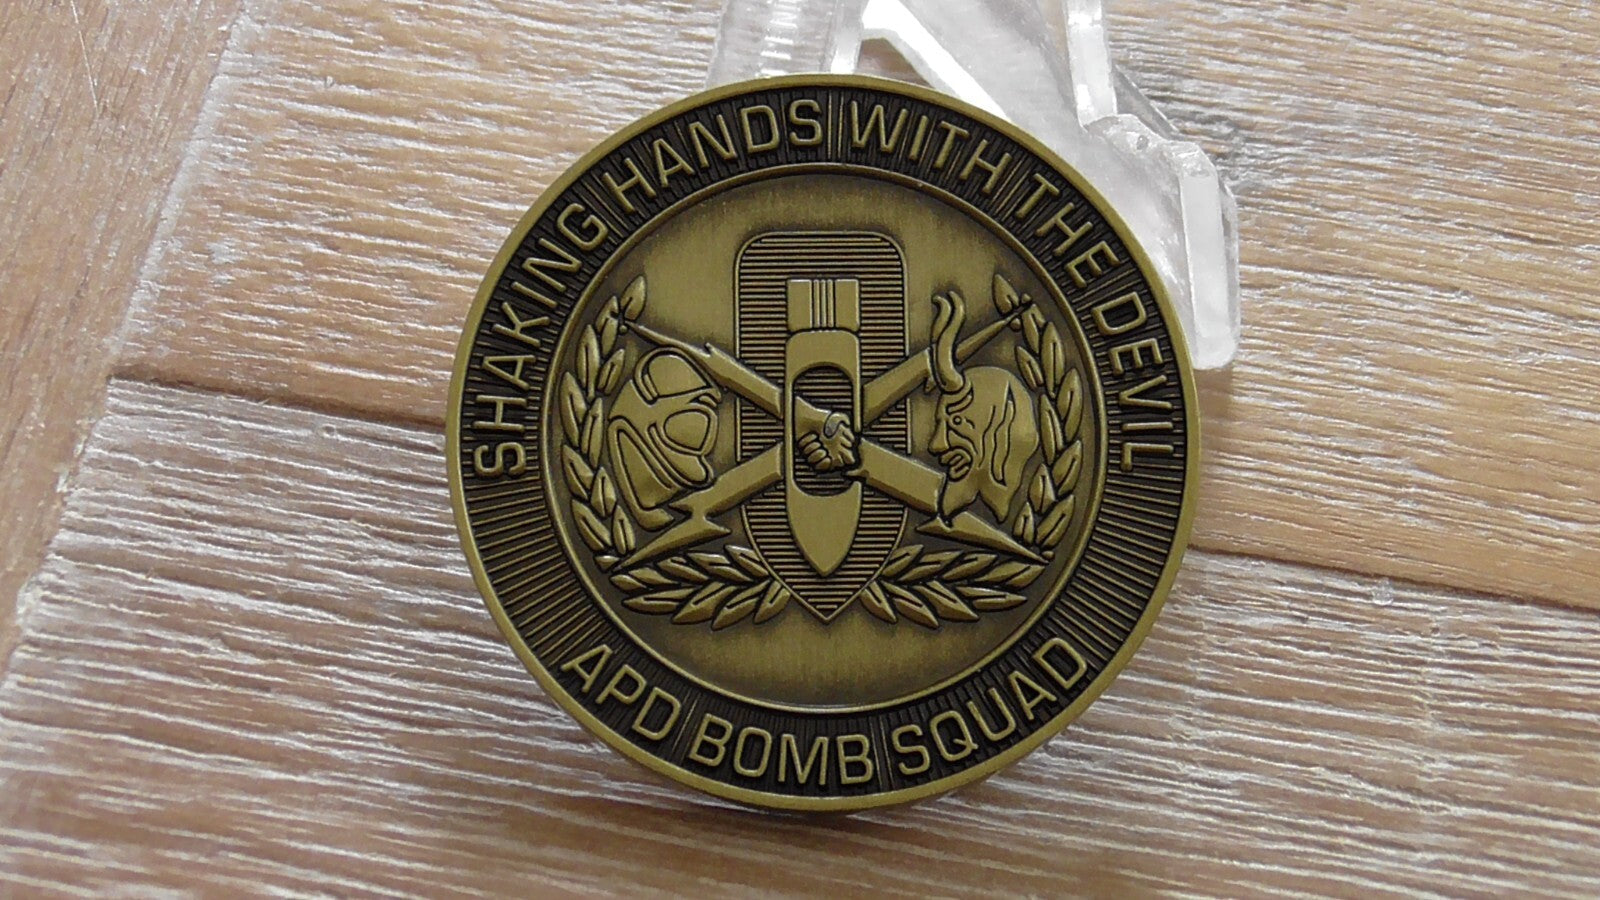 SHAKING HANDS WITH THE DEVIL
APD BOMB SQUAD